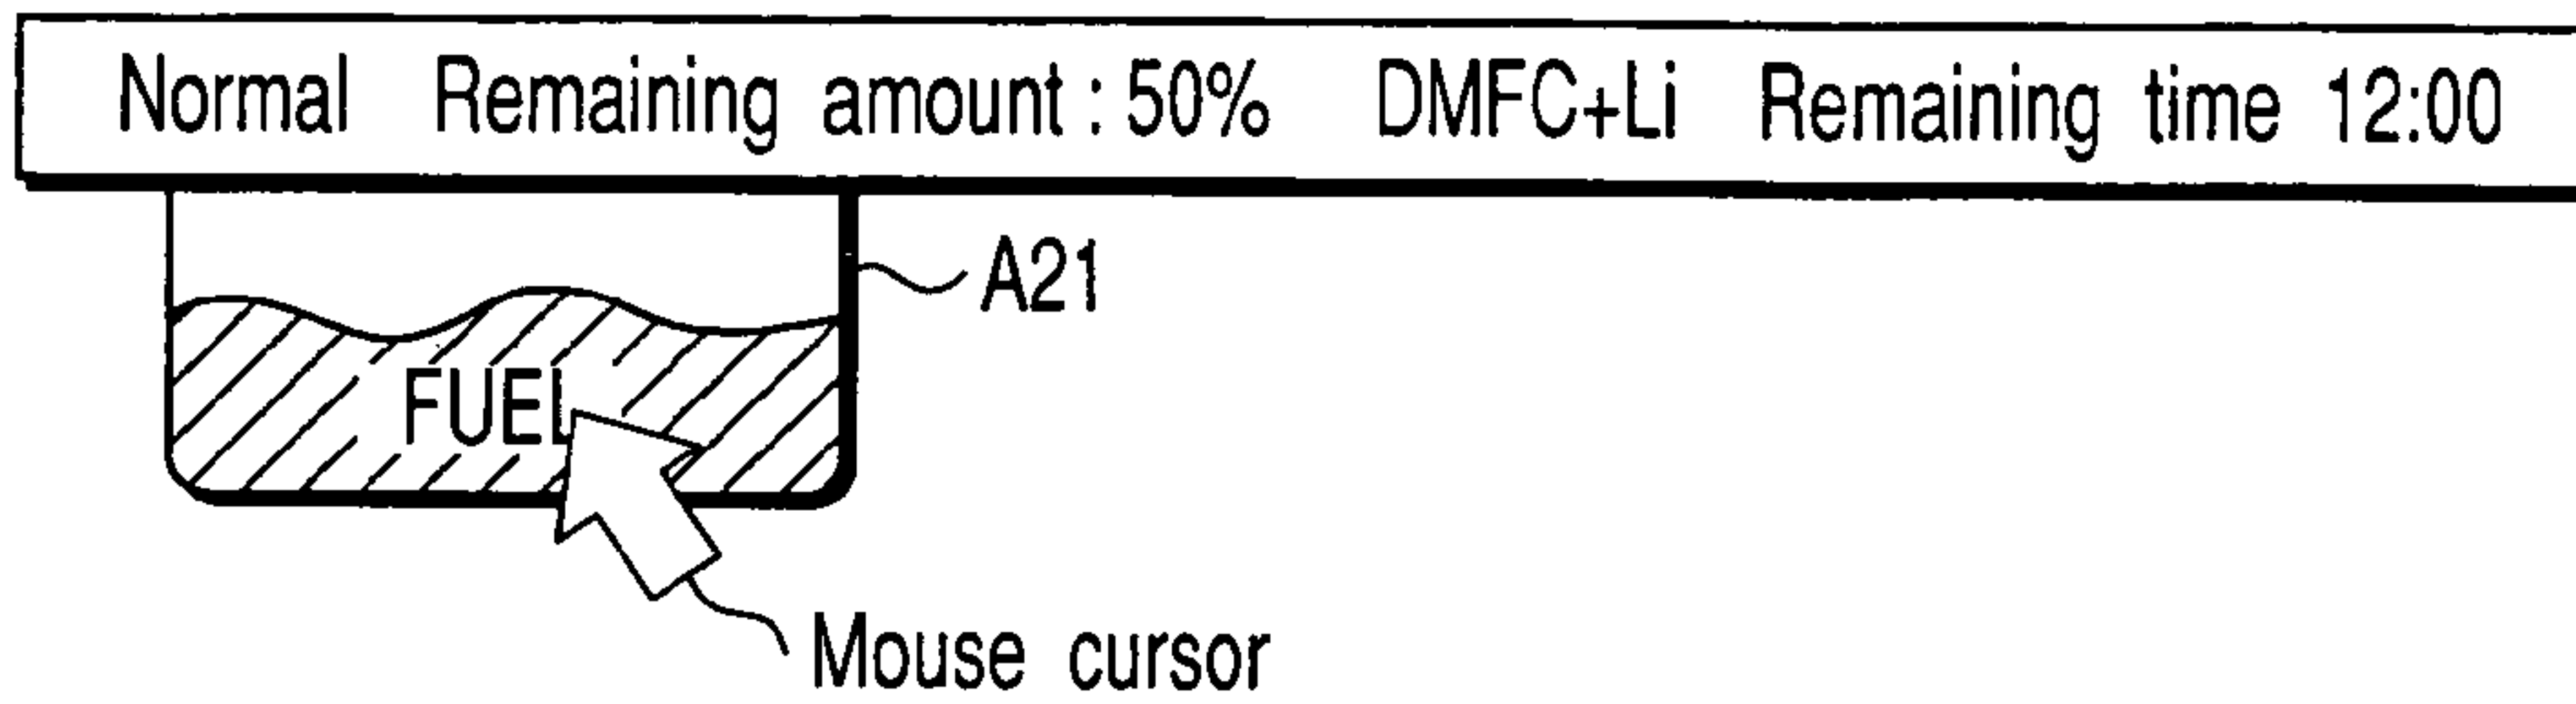 Normal Remaining amount : 50% DMFC+Li Remaining time 12:00
A21
FUEL
Mouse cursor